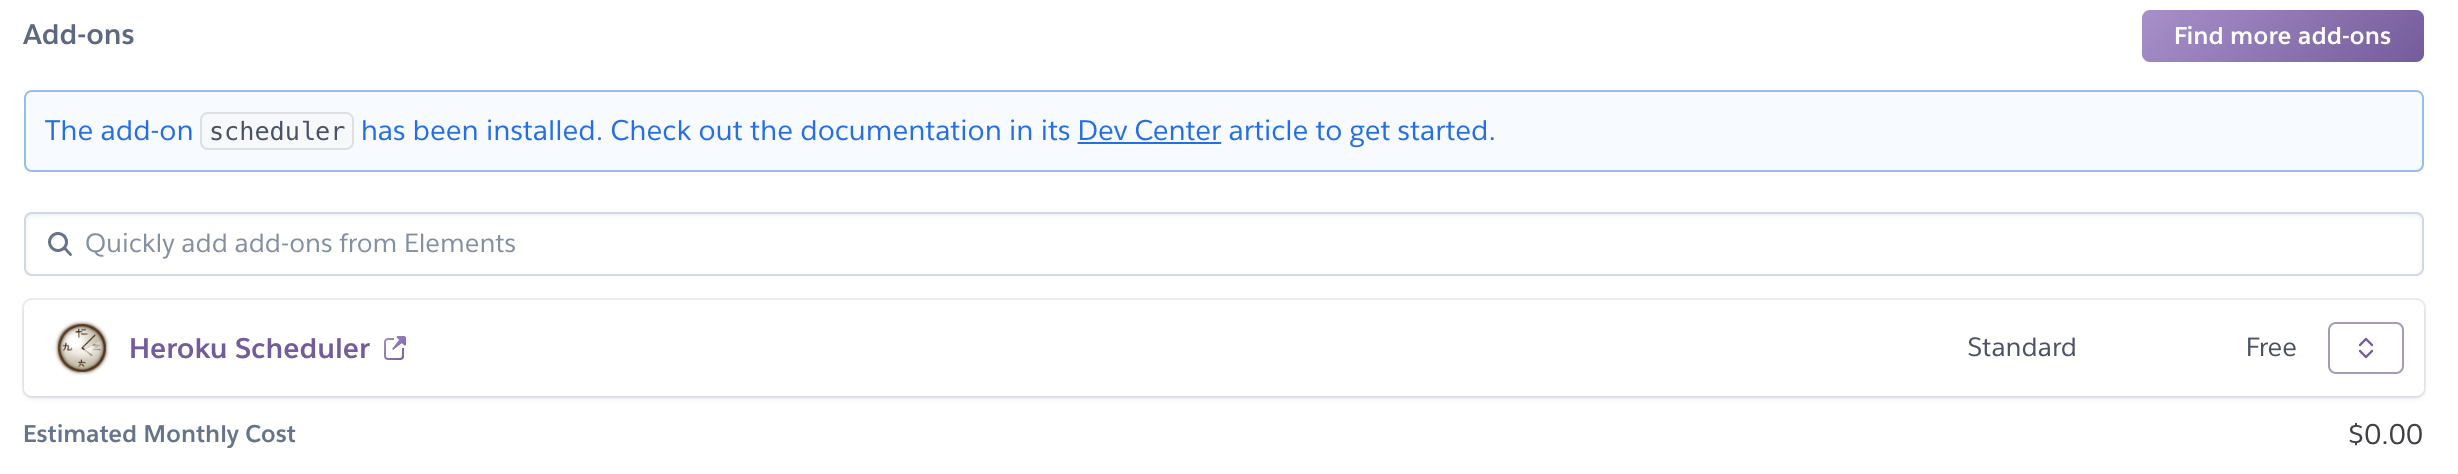 Add-ons
Find more add-ons
The add-on scheduler has been installed. Check out the documentation in its Dev Center article to get started.
Quickly add add-ons from Elements
Heroku Scheduler
Standard
Free
Estimated Monthly Cost
$0.00